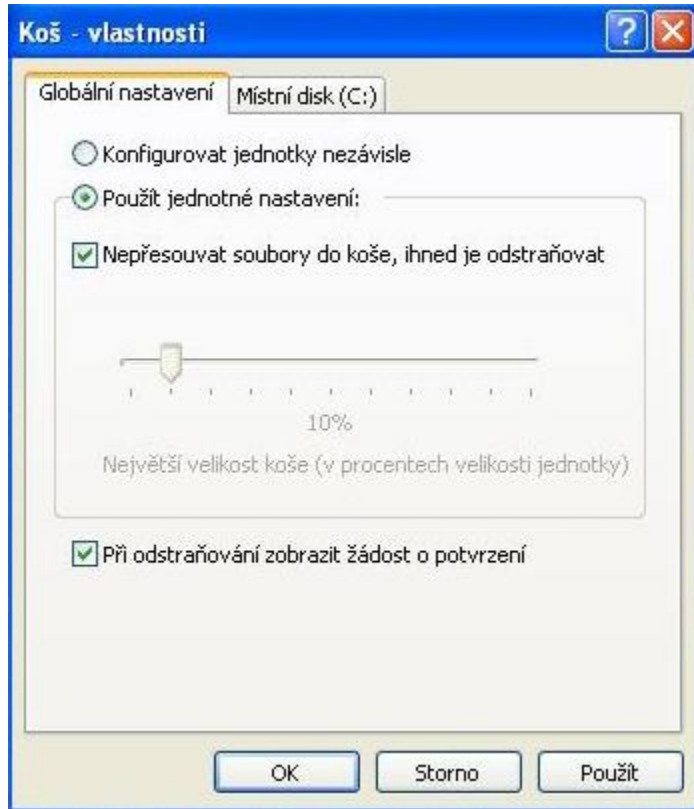 Koš - vlastnosti
Globální nastavení
Místní disk (C:)
Konfigurovat jednotky nezávisle
Použít jednotné nastavení:
Nepřesouvat soubory do koše, ihned je odstraňovat
10%
Největší velikost koše (v procentech velikosti jednotky)
Při odstraňování zobrazit žádost o potvrzení
OK
Storno
Použít